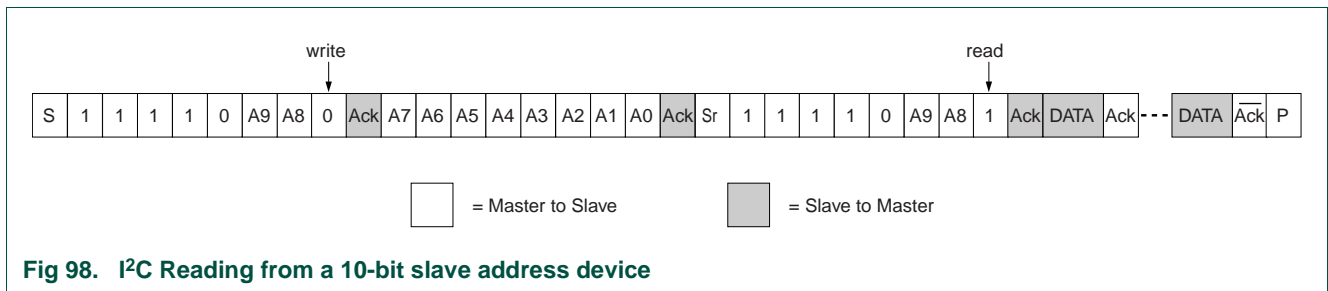 write read
S 1 1 1 1 0 A9 A8 0 Ack A7 A6 A5 A4 A3 A2 A1 A0 Ack Sr 1 1 1 1 0 A9 A8 1 Ack DATA Ack DATA A̅c̅k̅ P
= Master to Slave = Slave to Master
Fig 98. I²C Reading from a 10-bit slave address device